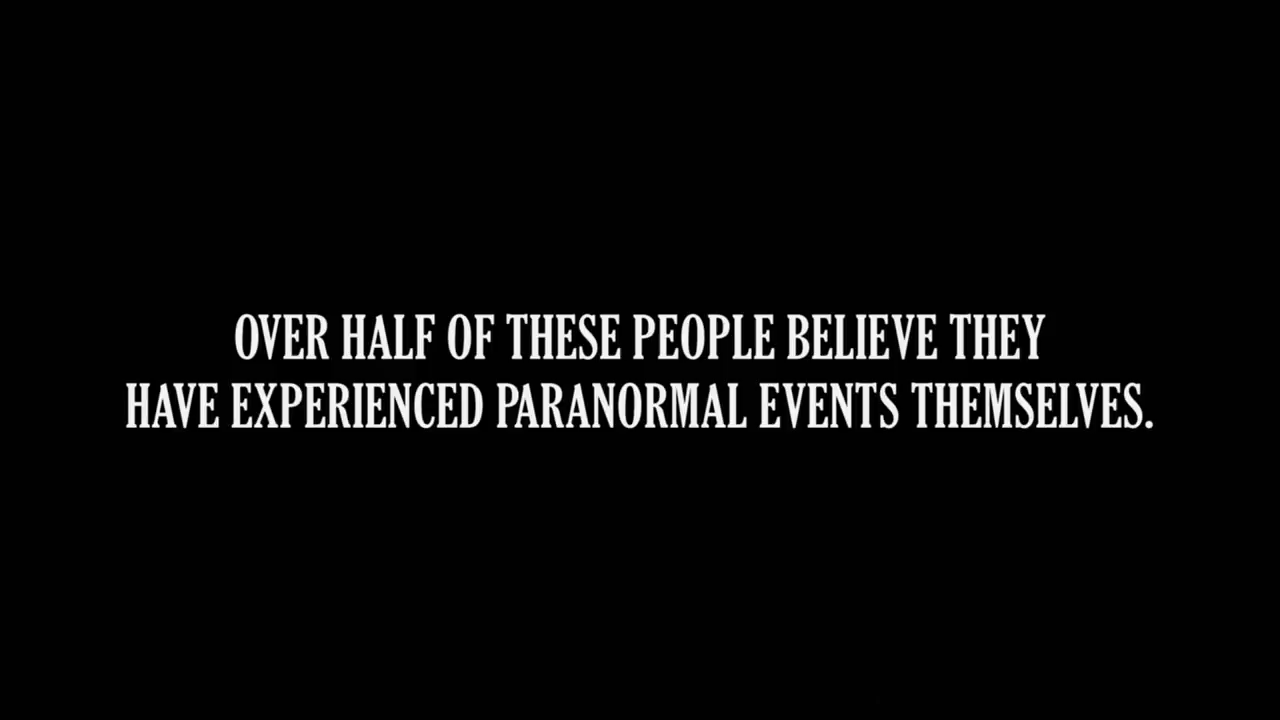 OVER HALF OF THESE PEOPLE BELIEVE THEY
HAVE EXPERIENCED PARANORMAL EVENTS THEMSELVES.